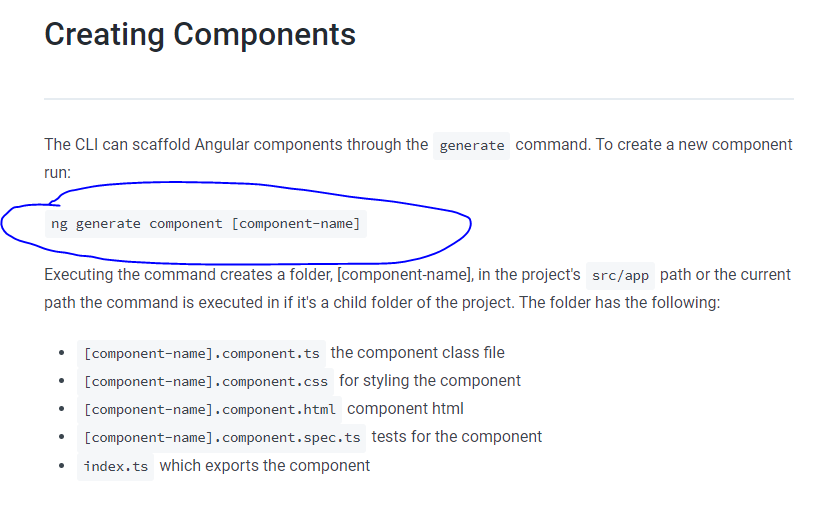 Creating Components
The CLI can scaffold Angular components through the generate command. To create a new component
run:
ng generate component [component-name]
Executing the command creates a folder, [component-name], in the project's src/app path or the current
path the command is executed in if it's a child folder of the project. The folder has the following:
• [component-name].component.ts the component class file
• [component-name].component.css for styling the component
• [component-name].component.html component html
• [component-name].component.spec.ts tests for the component
• index.ts which exports the component